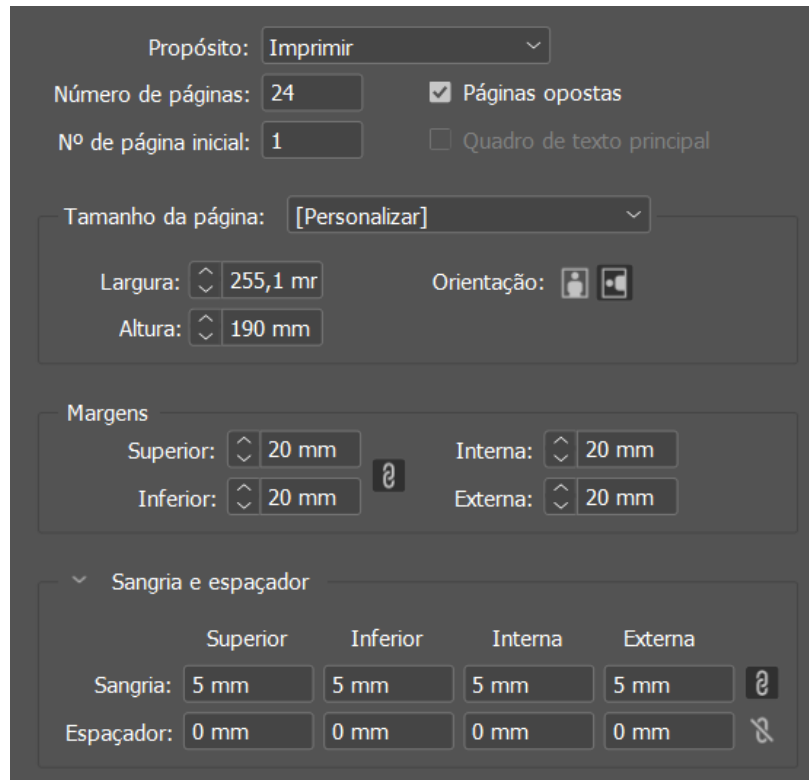 Propósito: Imprimir
Número de páginas: 24 Páginas opostas
Nº de página inicial: 1 Quadro de texto principal
Tamanho da página: [Personalizar]
Largura: 255,1 mr Orientação:
Altura: 190 mm
Margens
Superior: 20 mm Interna: 20 mm
Inferior: 20 mm Externa: 20 mm
Sangria e espaçador
Superior Inferior Interna Externa
Sangria: 5 mm 5 mm 5 mm 5 mm
Espaçador: 0 mm 0 mm 0 mm 0 mm